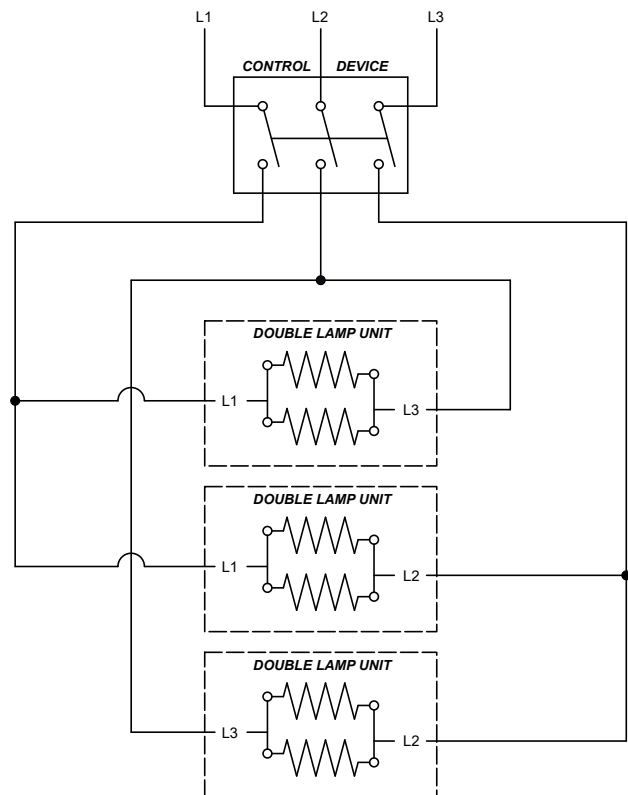 L1 L2 L3
CONTROL DEVICE
DOUBLE LAMP UNIT
L1 L3
DOUBLE LAMP UNIT
L1 L2
DOUBLE LAMP UNIT
L3 L2